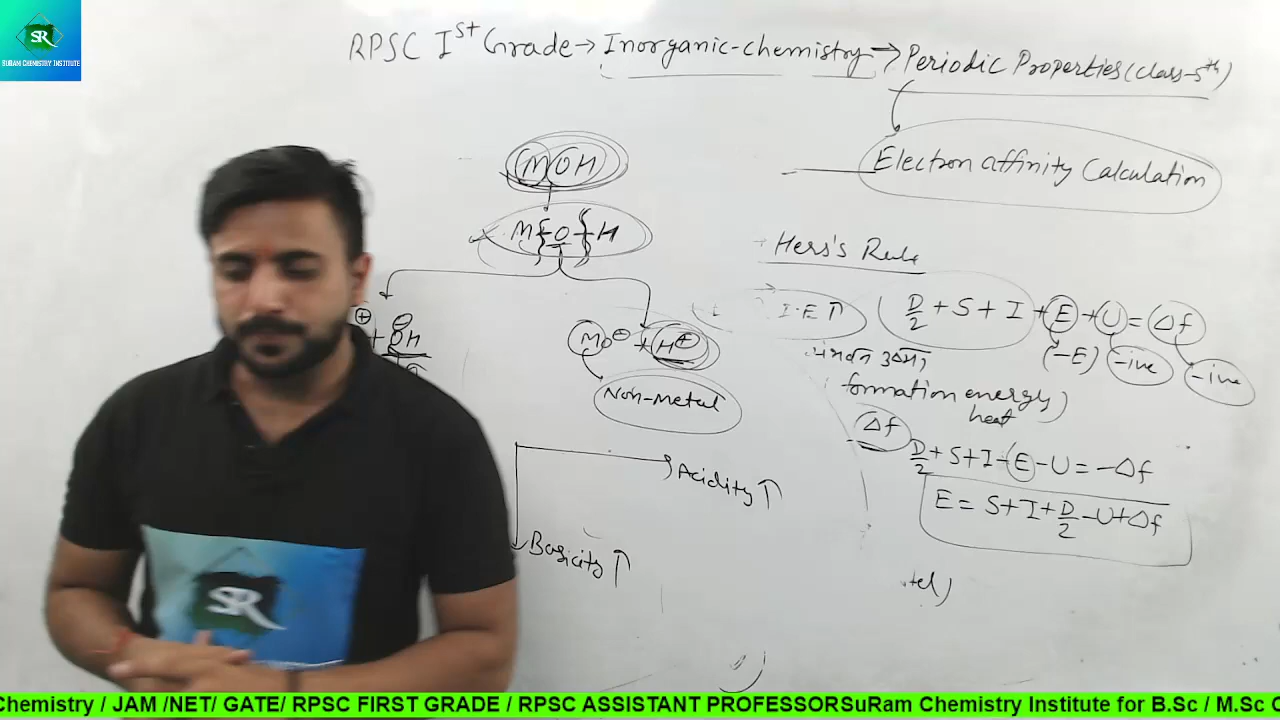 SR
SURAM CHEMISTRY INSTITUTE
RPSC Ist Grade → Inorganic-chemistry → Periodic Properties (class-5th)
Electron affinity Calculation
MOH
M-O-H
⊕ ⊖
+ OH
MO⊖ + H⊕
Non-Metal
Acidity ↑
Basicity ↑
Hess's Rule
I.E ↑ D/2 + S + I + E + U = Δf
(-E) -ive -ive
formation energy)
heat
Δf
D/2 + S + I - E - U = -Δf
E = S + I + D/2 - U + Δf
SR
Chemistry / JAM /NET/ GATE/ RPSC FIRST GRADE / RPSC ASSISTANT PROFESSORSuRam Chemistry Institute for B.Sc / M.Sc